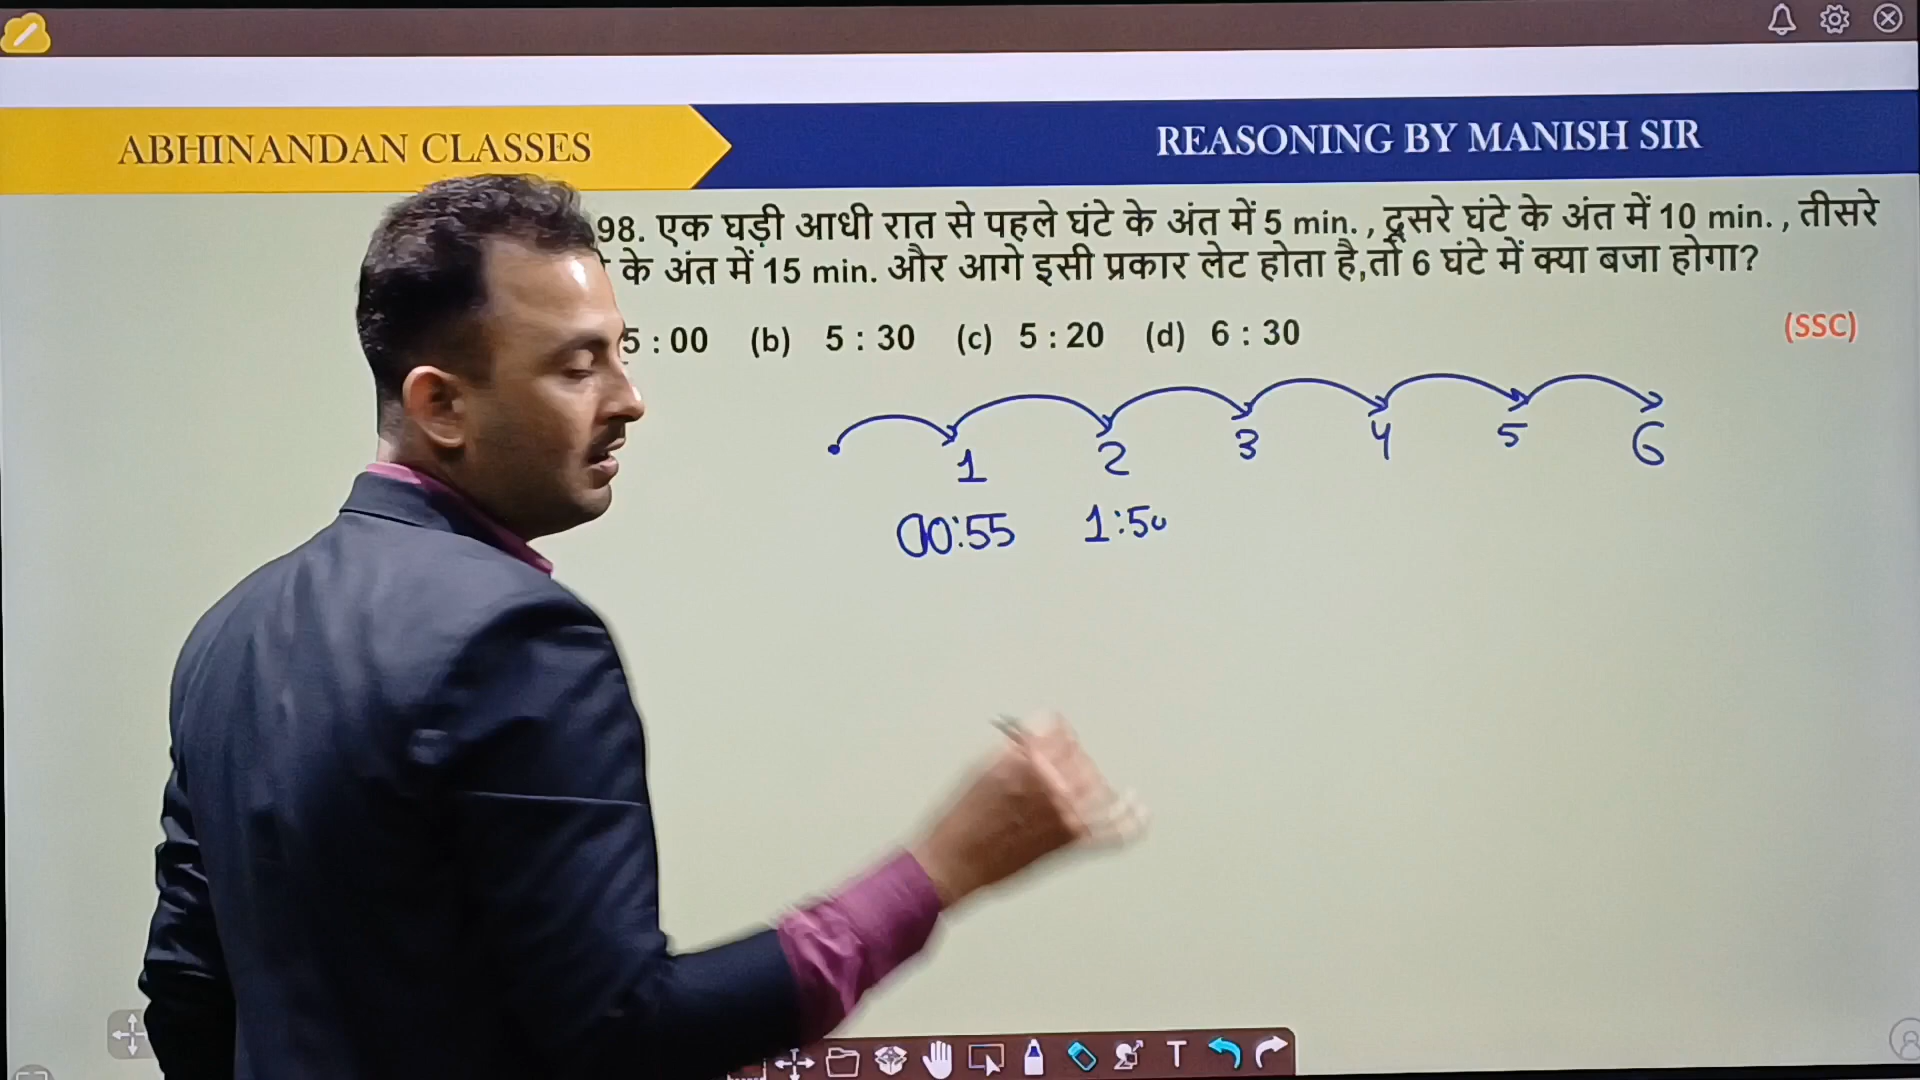 ABHINANDAN CLASSES
REASONING BY MANISH SIR
98. एक घड़ी आधी रात से पहले घंटे के अंत में 5 min. , दूसरे घंटे के अंत में 10 min. , तीसरे
के अंत में 15 min. और आगे इसी प्रकार लेट होता है,तो 6 घंटे में क्या बजा होगा?
5 : 00 (b) 5 : 30 (c) 5 : 20 (d) 6 : 30
(SSC)
1 2 3 4 5 6
00:55 1:50
T